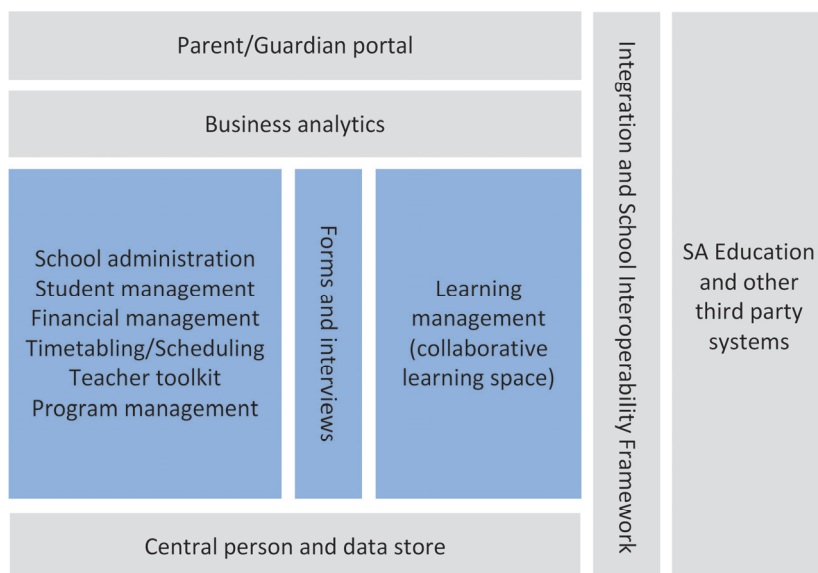 Parent/Guardian portal
Business analytics
School administration
Student management
Financial management
Timetabling/Scheduling
Teacher toolkit
Program management
Forms and interviews
Learning
management
(collaborative
learning space)
Central person and data store
Integration and School Interoperability Framework
SA Education
and other
third party
systems